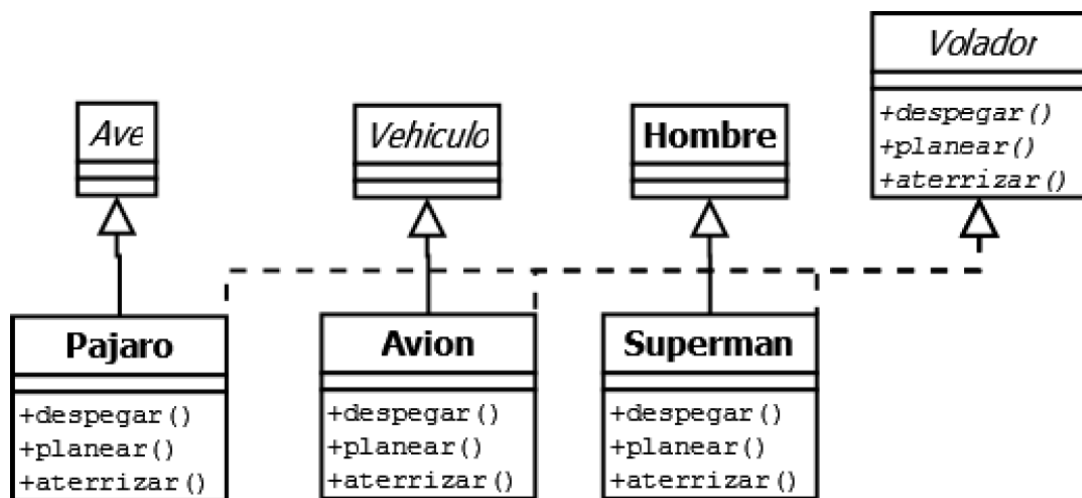 Volador
+despegar()
+planear()
+aterrizar()
Ave
Vehiculo
Hombre
Pajaro
+despegar()
+planear()
+aterrizar()
Avion
+despegar()
+planear()
+aterrizar()
Superman
+despegar()
+planear()
+aterrizar()